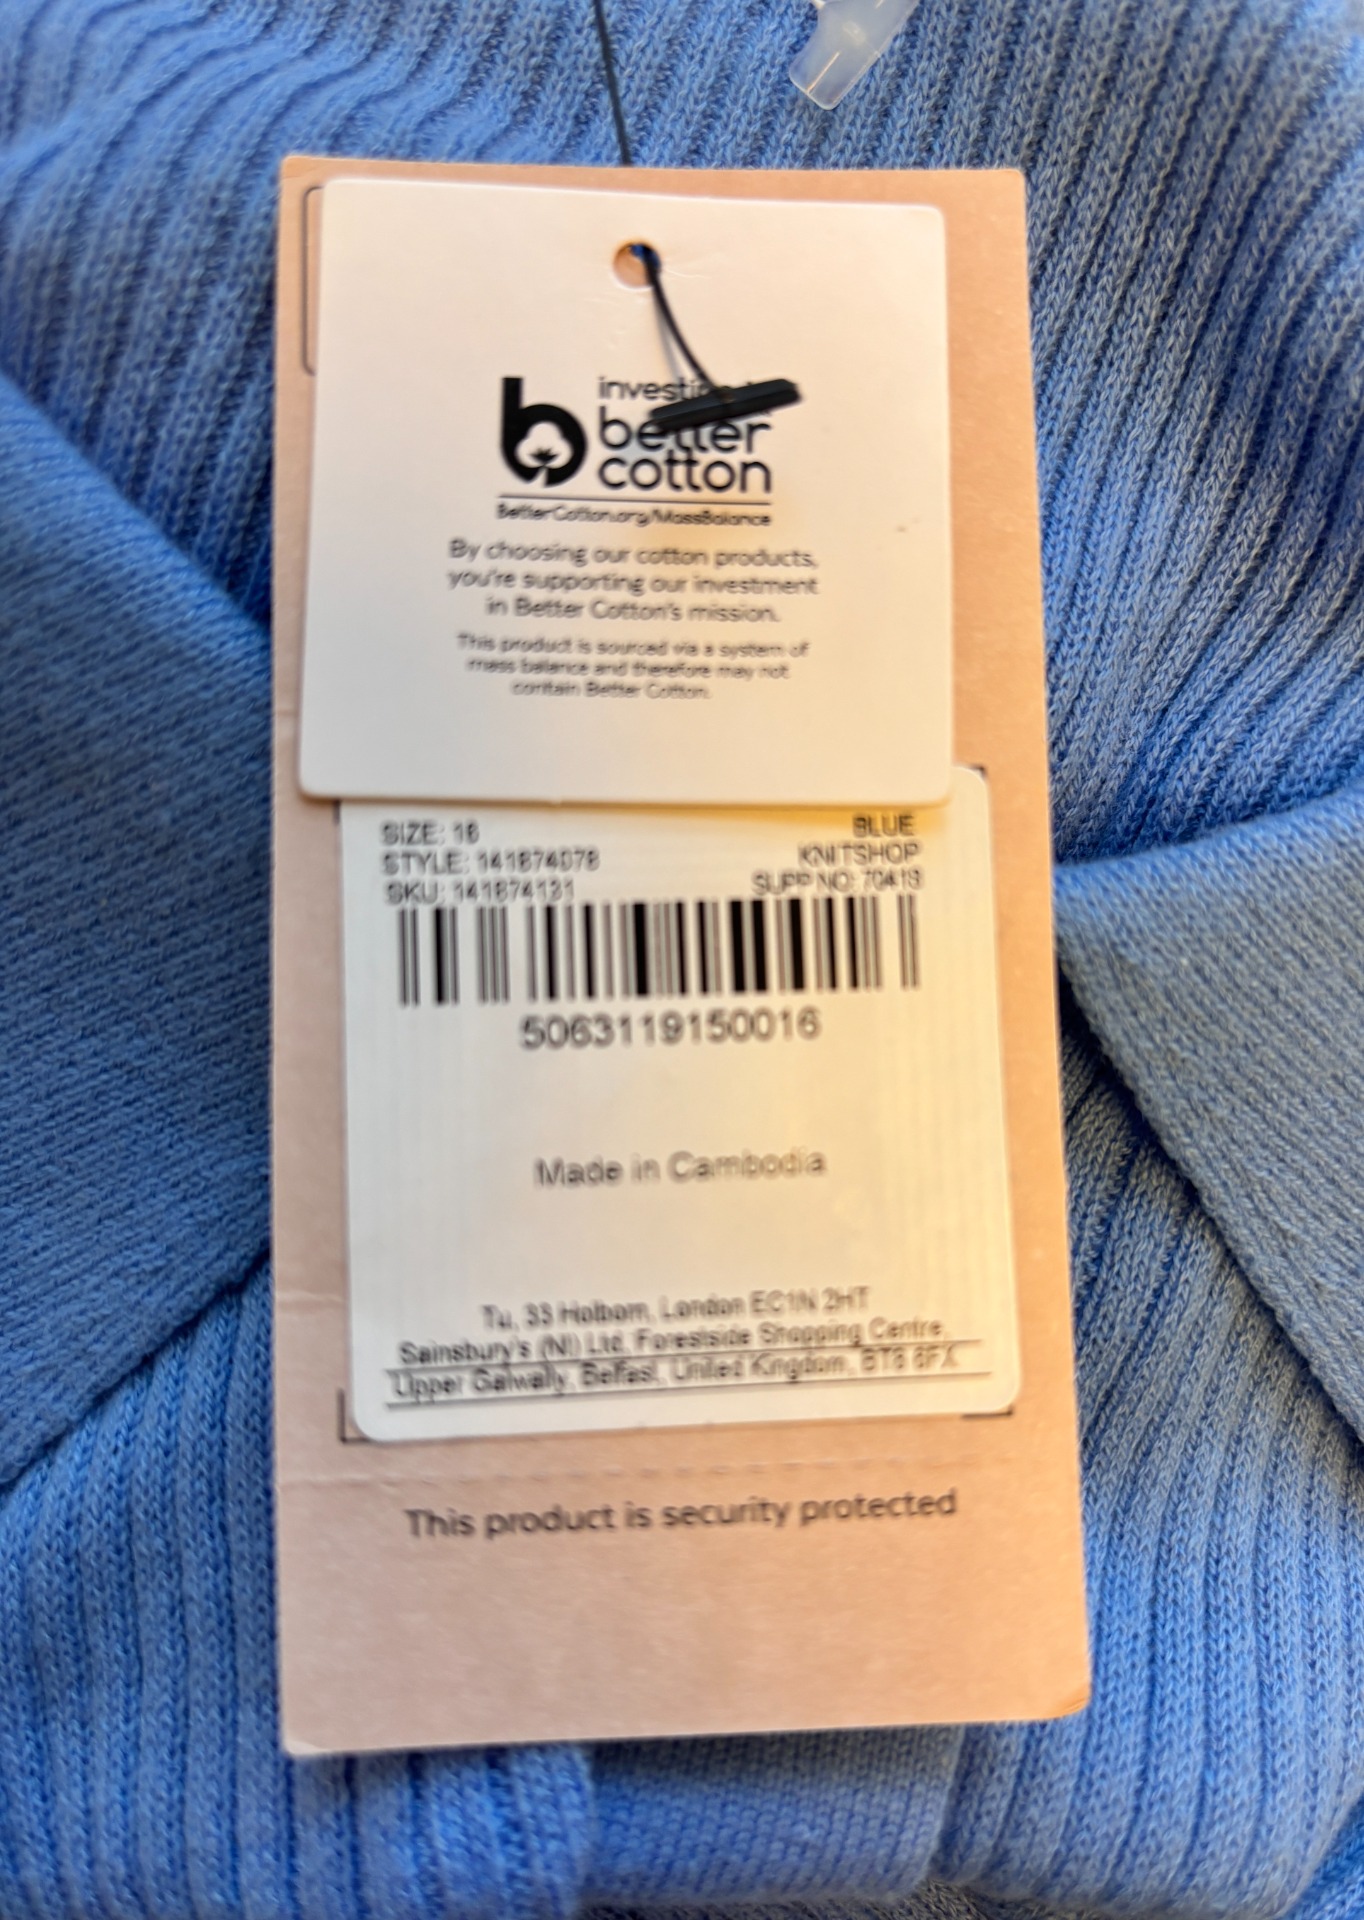 better
cotton
BetterCotton.org/MassBalance
By choosing our cotton products,
you're supporting our investment
in Better Cotton's mission.
This product is sourced via a system of
mass balance and therefore may not
contain Better Cotton.
SIZE: 16 BLUE
STYLE: 141874078 KNITSHOP
SKU: 141874131 SUPP NO: 70419
5063119150016
Made in Cambodia
Tu, 33 Holborn, London EC1N 2HT
Sainsbury's (NI) Ltd, Forestside Shopping Centre,
Upper Galwally, Belfast, United Kingdom, BT8 6FX
This product is security protected